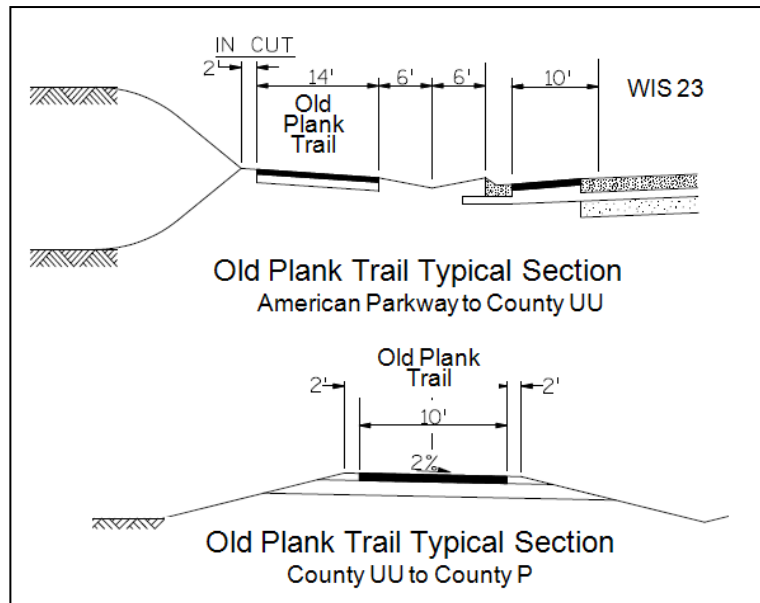 IN CUT
2'
14'
6'
6'
10'
WIS 23
Old
Plank
Trail
Old Plank Trail Typical Section
American Parkway to County UU
Old Plank
Trail
2'
2'
10'
2%
Old Plank Trail Typical Section
County UU to County P